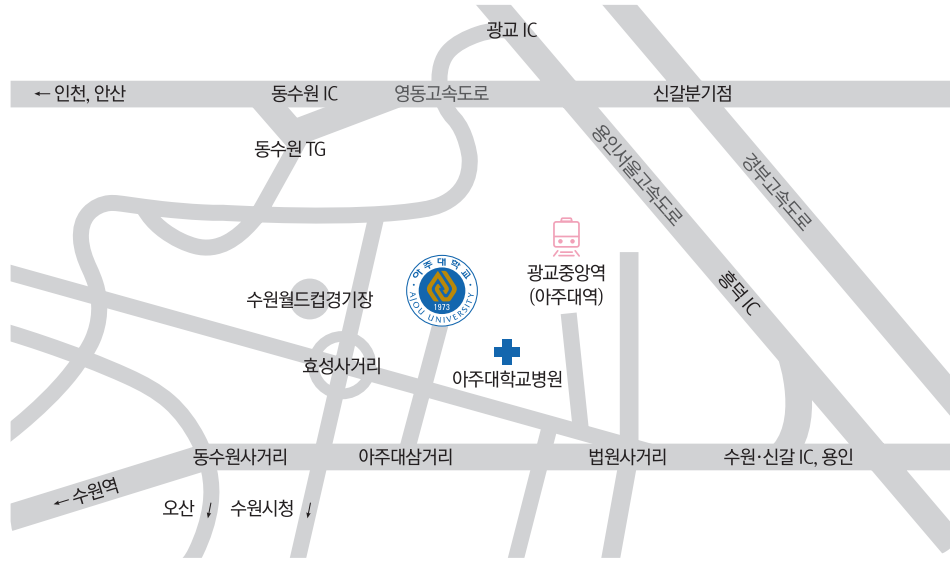 광교 IC
← 인천, 안산
동수원 IC
영동고속도로
신갈분기점
동수원 TG
용인서울고속도로
경부고속도로
흥덕 IC
광교중앙역
(아주대역)
아주대학교
1973
AJOU UNIVERSITY
수원월드컵경기장
효성사거리
아주대학교병원
동수원사거리
아주대삼거리
법원사거리
수원·신갈 IC, 용인
← 수원역
오산 ↓
수원시청 ↓